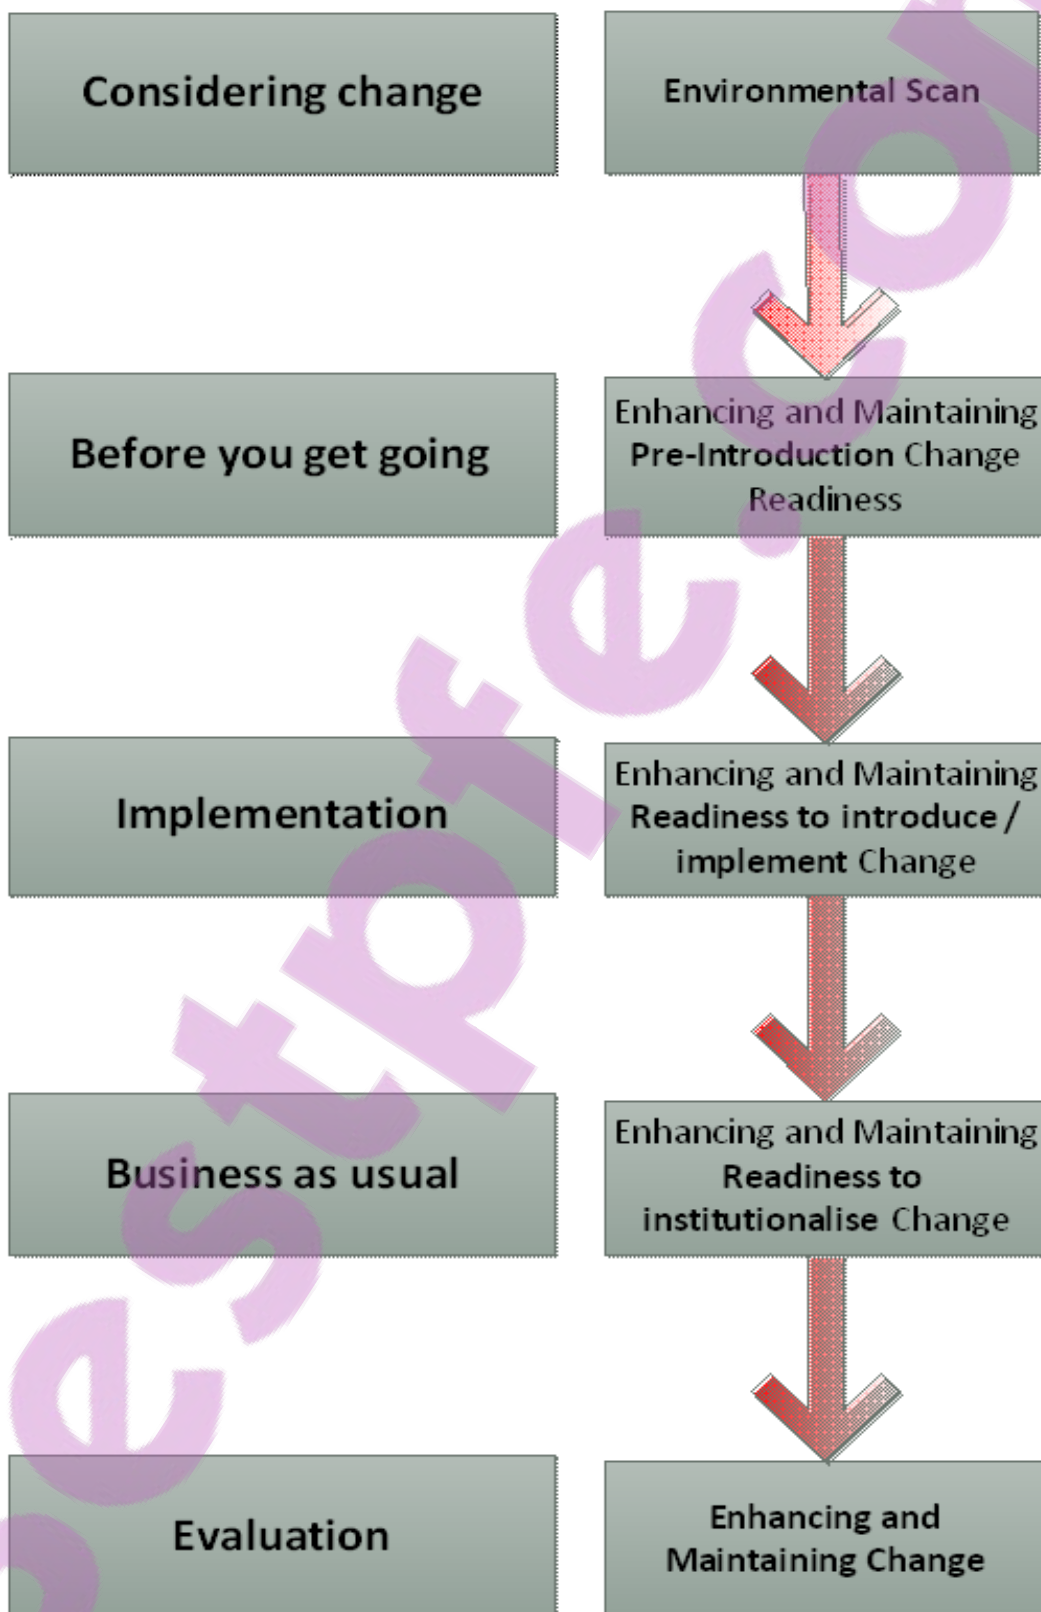 Considering change
Environmental Scan
Before you get going
Enhancing and Maintaining
Pre-Introduction Change
Readiness
Implementation
Enhancing and Maintaining
Readiness to introduce /
implement Change
Business as usual
Enhancing and Maintaining
Readiness to
institutionalise Change
Evaluation
Enhancing and
Maintaining Change
estpfe.co